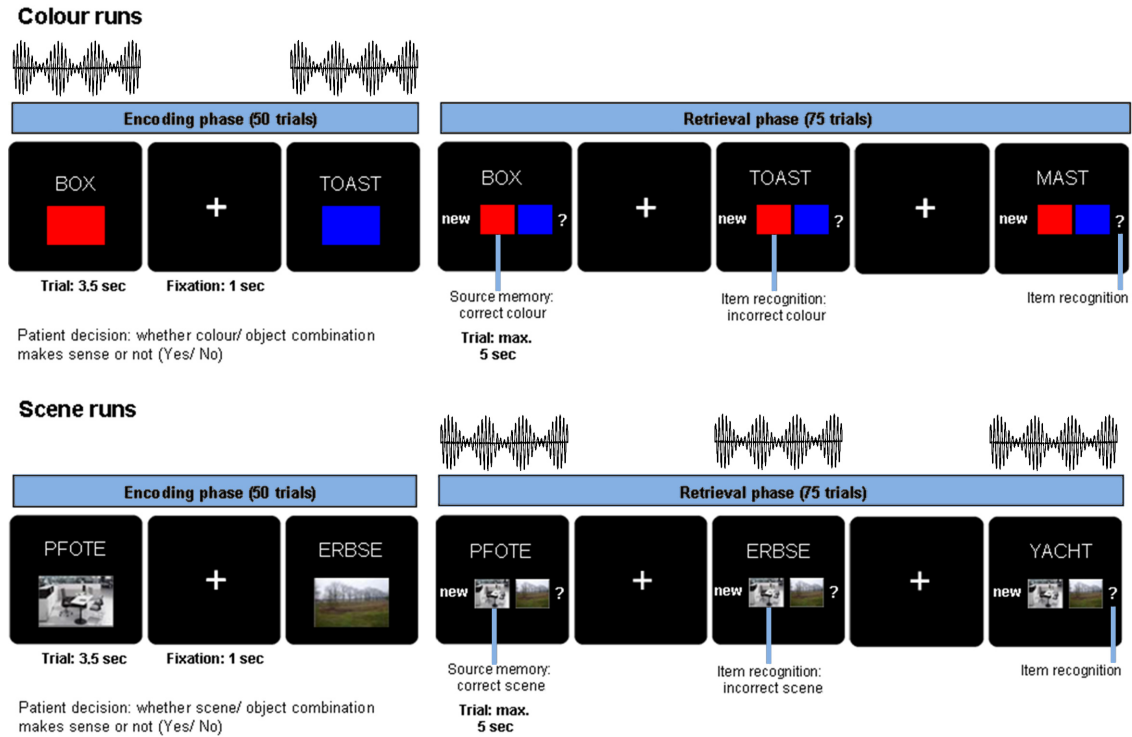 Colour runs
Encoding phase (50 trials)
Retrieval phase (75 trials)
BOX
+
TOAST
BOX
new ?
+
TOAST
new ?
+
MAST
new ?
Trial: 3.5 sec
Fixation: 1 sec
Source memory:
correct colour
Item recognition:
incorrect colour
Item recognition
Trial: max.
5 sec
Patient decision: whether colour/ object combination
makes sense or not (Yes/ No)
Scene runs
Encoding phase (50 trials)
Retrieval phase (75 trials)
PFOTE
+
ERBSE
PFOTE
new ?
+
ERBSE
new ?
+
YACHT
new ?
Trial: 3.5 sec
Fixation: 1 sec
Source memory:
correct scene
Item recognition:
incorrect scene
Item recognition
Trial: max.
5 sec
Patient decision: whether scene/ object combination
makes sense or not (Yes/ No)